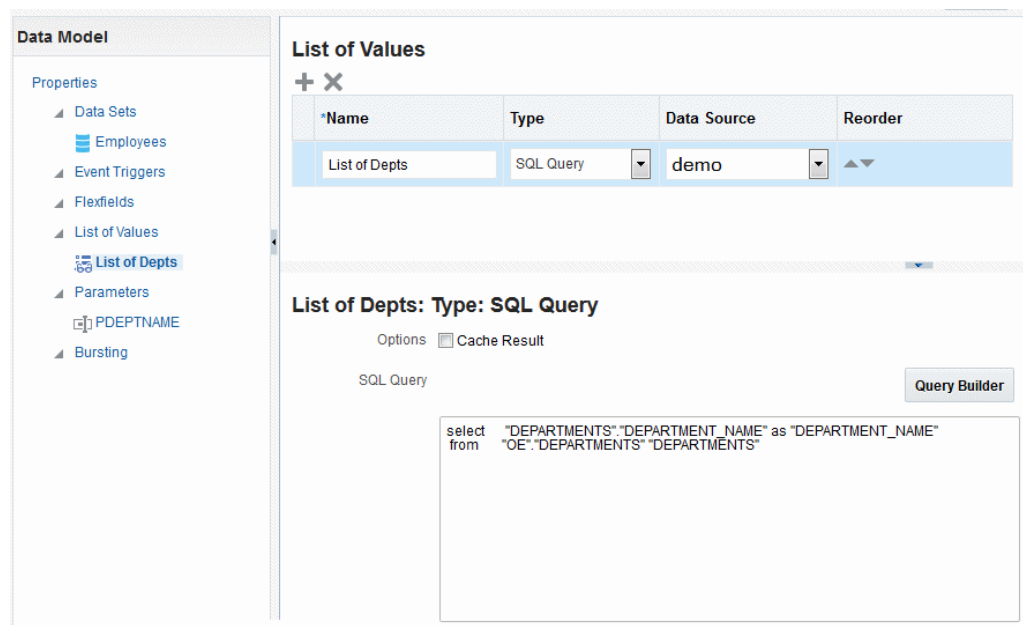 Data Model
Properties
Data Sets
Employees
Event Triggers
Flexfields
List of Values
List of Depts
Parameters
PDEPTNAME
Bursting
List of Values
*Name Type Data Source Reorder
List of Depts SQL Query demo
List of Depts: Type: SQL Query
Options Cache Result
SQL Query
Query Builder
select "DEPARTMENTS"."DEPARTMENT_NAME" as "DEPARTMENT_NAME"
from "OE"."DEPARTMENTS" "DEPARTMENTS"